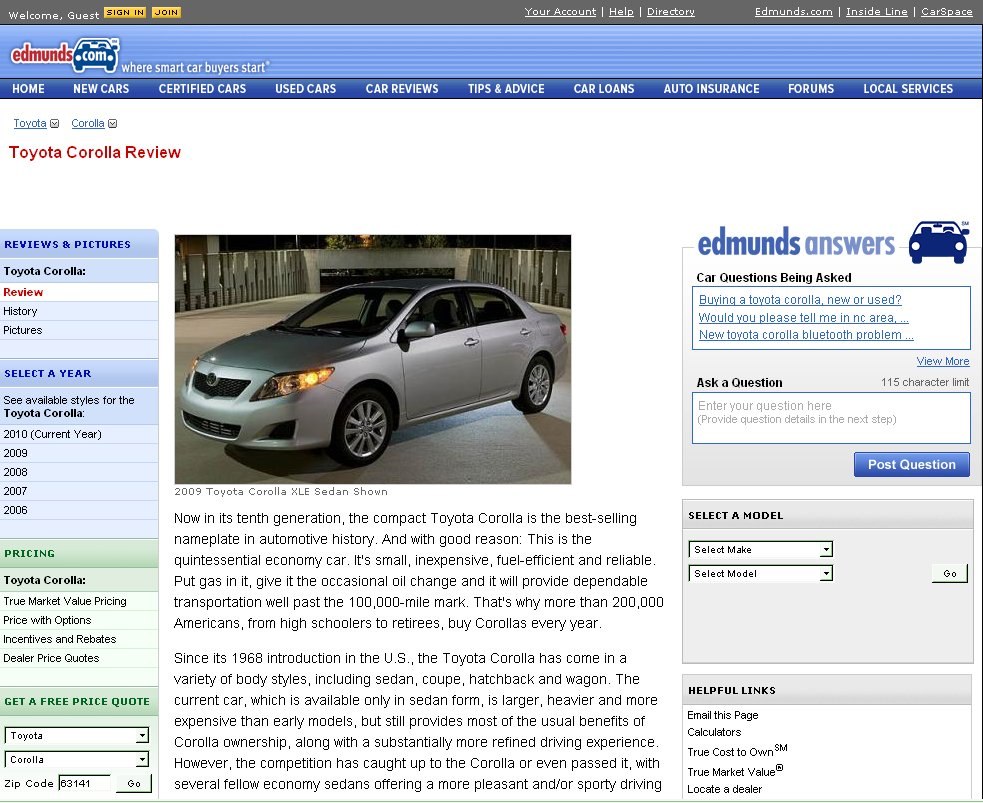 Welcome, Guest SIGN IN JOIN
Your Account | Help | Directory
Edmunds.com | Inside Line | CarSpace
edmunds.com SM where smart car buyers start®
HOME NEW CARS CERTIFIED CARS USED CARS CAR REVIEWS TIPS & ADVICE CAR LOANS AUTO INSURANCE FORUMS LOCAL SERVICES
Toyota Corolla
Toyota Corolla Review
REVIEWS & PICTURES
Toyota Corolla:
Review
History
Pictures
SELECT A YEAR
See available styles for the
Toyota Corolla:
2010 (Current Year)
2009
2008
2007
2006
PRICING
Toyota Corolla:
True Market Value Pricing
Price with Options
Incentives and Rebates
Dealer Price Quotes
GET A FREE PRICE QUOTE
Toyota
Corolla
Zip Code 63141 Go
2009 Toyota Corolla XLE Sedan Shown
Now in its tenth generation, the compact Toyota Corolla is the best-selling
nameplate in automotive history. And with good reason: This is the
quintessential economy car. It's small, inexpensive, fuel-efficient and reliable.
Put gas in it, give it the occasional oil change and it will provide dependable
transportation well past the 100,000-mile mark. That's why more than 200,000
Americans, from high schoolers to retirees, buy Corollas every year.
Since its 1968 introduction in the U.S., the Toyota Corolla has come in a
variety of body styles, including sedan, coupe, hatchback and wagon. The
current car, which is available only in sedan form, is larger, heavier and more
expensive than early models, but still provides most of the usual benefits of
Corolla ownership, along with a substantially more refined driving experience.
However, the competition has caught up to the Corolla or even passed it, with
several fellow economy sedans offering a more pleasant and/or sporty driving
edmunds answers SM
Car Questions Being Asked
Buying a toyota corolla, new or used?
Would you please tell me in nc area, ...
New toyota corolla bluetooth problem ...
View More
Ask a Question 115 character limit
Enter your question here
(Provide question details in the next step)
Post Question
SELECT A MODEL
Select Make
Select Model Go
HELPFUL LINKS
Email this Page
Calculators
True Cost to Own SM
True Market Value®
Locate a dealer